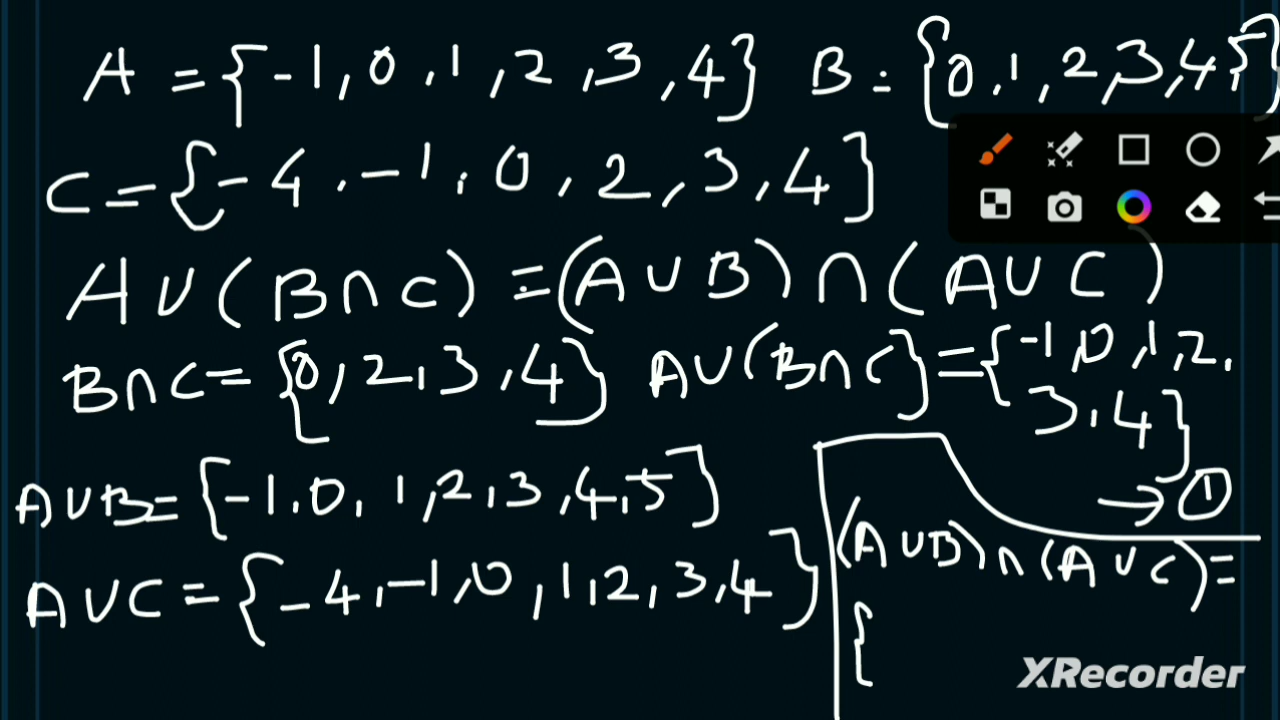 A = {-1, 0, 1, 2, 3, 4} B = {0, 1, 2, 3, 4, 5}
C = {-4, -1, 0, 2, 3, 4}
A∪(B∩C) = (A∪B)∩(A∪C)
B∩C = {0, 2, 3, 4} A∪(B∩C} = {-1, 0, 1, 2,
3, 4}
→ ①
A∪B = {-1, 0, 1, 2, 3, 4, 5}
A∪C = {-4, -1, 0, 1, 2, 3, 4}
(A∪B)∩(A∪C) =
{
XRecorder